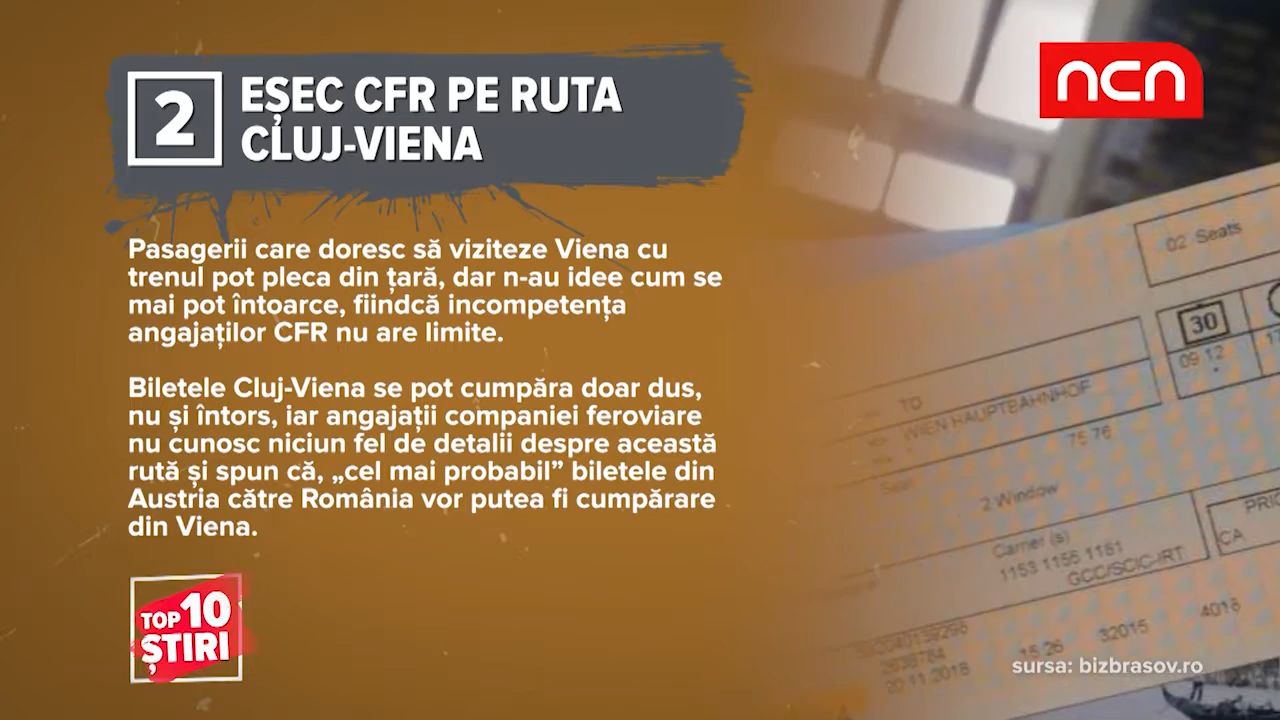 2
EȘEC CFR PE RUTA
CLUJ-VIENA
ncn
Pasagerii care doresc să viziteze Viena cu
trenul pot pleca din țară, dar n-au idee cum se
mai pot întoarce, fiindcă incompetența
angajaților CFR nu are limite.
Biletele Cluj-Viena se pot cumpăra doar dus,
nu și întors, iar angajații companiei feroviare
nu cunosc niciun fel de detalii despre această
rută și spun că, „cel mai probabil” biletele din
Austria către România vor putea fi cumpărare
din Viena.
TOP 10
ȘTIRI
02 Seats
30
09 12
TO
WIEN HAUPTBAHNHOF
75 76
Seat
2 Window
Carrier (s)
1153 1155 1181
GCC/SCIC-IRT
CA
15:26
32015
4018
20.11.2018
sursa: bizbrasov.ro